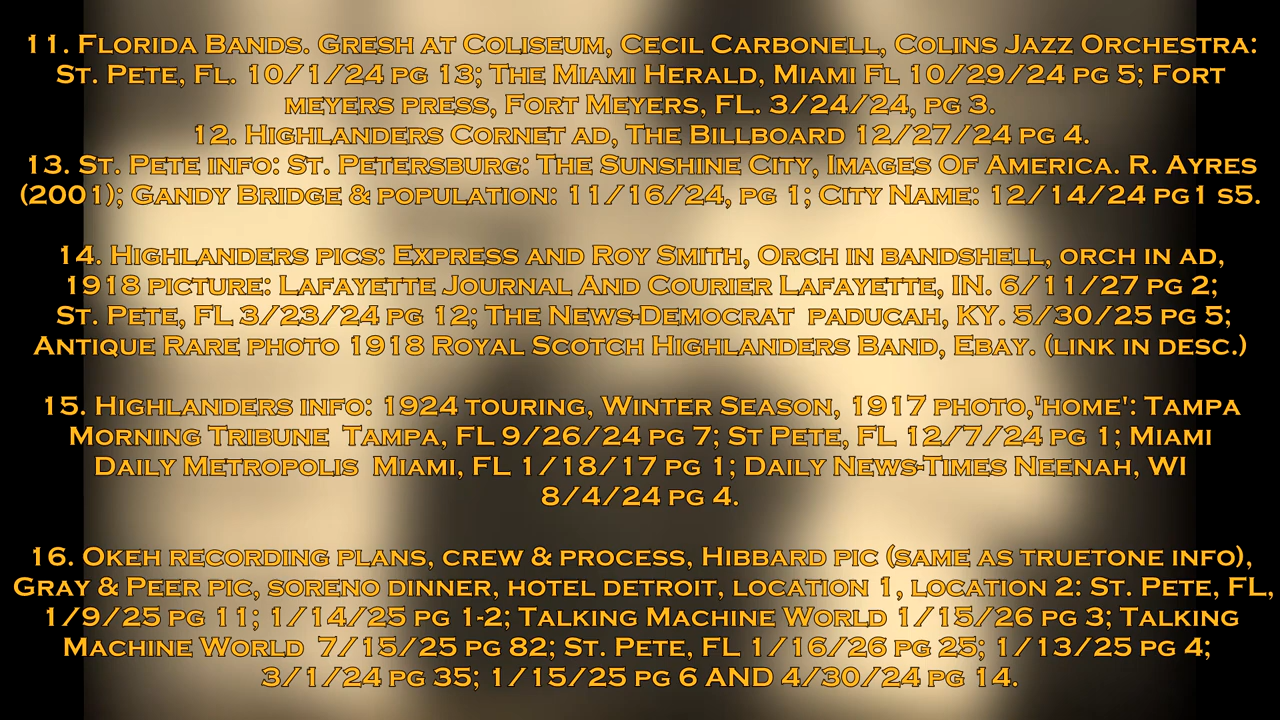 11. Florida Bands. Gresh at Coliseum, Cecil Carbonell, Colins Jazz Orchestra:
St. Pete, Fl. 10/1/24 pg 13; The Miami Herald, Miami Fl 10/29/24 pg 5; Fort
meyers press, Fort Meyers, FL. 3/24/24, pg 3.
12. Highlanders Cornet ad, The Billboard 12/27/24 pg 4.
13. St. Pete info: St. Petersburg: The Sunshine City, Images Of America. R. Ayres
(2001); Gandy Bridge & population: 11/16/24, pg 1; City Name: 12/14/24 pg1 s5.
14. Highlanders pics: Express and Roy Smith, Orch in bandshell, orch in ad,
1918 picture: Lafayette Journal And Courier Lafayette, IN. 6/11/27 pg 2;
St. Pete, FL 3/23/24 pg 12; The News-Democrat paducah, KY. 5/30/25 pg 5;
Antique Rare photo 1918 Royal Scotch Highlanders Band, Ebay. (link in desc.)
15. Highlanders info: 1924 touring, Winter Season, 1917 photo,'home': Tampa
Morning Tribune Tampa, FL 9/26/24 pg 7; St Pete, FL 12/7/24 pg 1; Miami
Daily Metropolis Miami, FL 1/18/17 pg 1; Daily News-Times Neenah, WI
8/4/24 pg 4.
16. Okeh recording plans, crew & process, Hibbard pic (same as truetone info),
Gray & Peer pic, soreno dinner, hotel detroit, location 1, location 2: St. Pete, FL,
1/9/25 pg 11; 1/14/25 pg 1-2; Talking Machine World 1/15/26 pg 3; Talking
Machine World 7/15/25 pg 82; St. Pete, FL 1/16/26 pg 25; 1/13/25 pg 4;
3/1/24 pg 35; 1/15/25 pg 6 AND 4/30/24 pg 14.